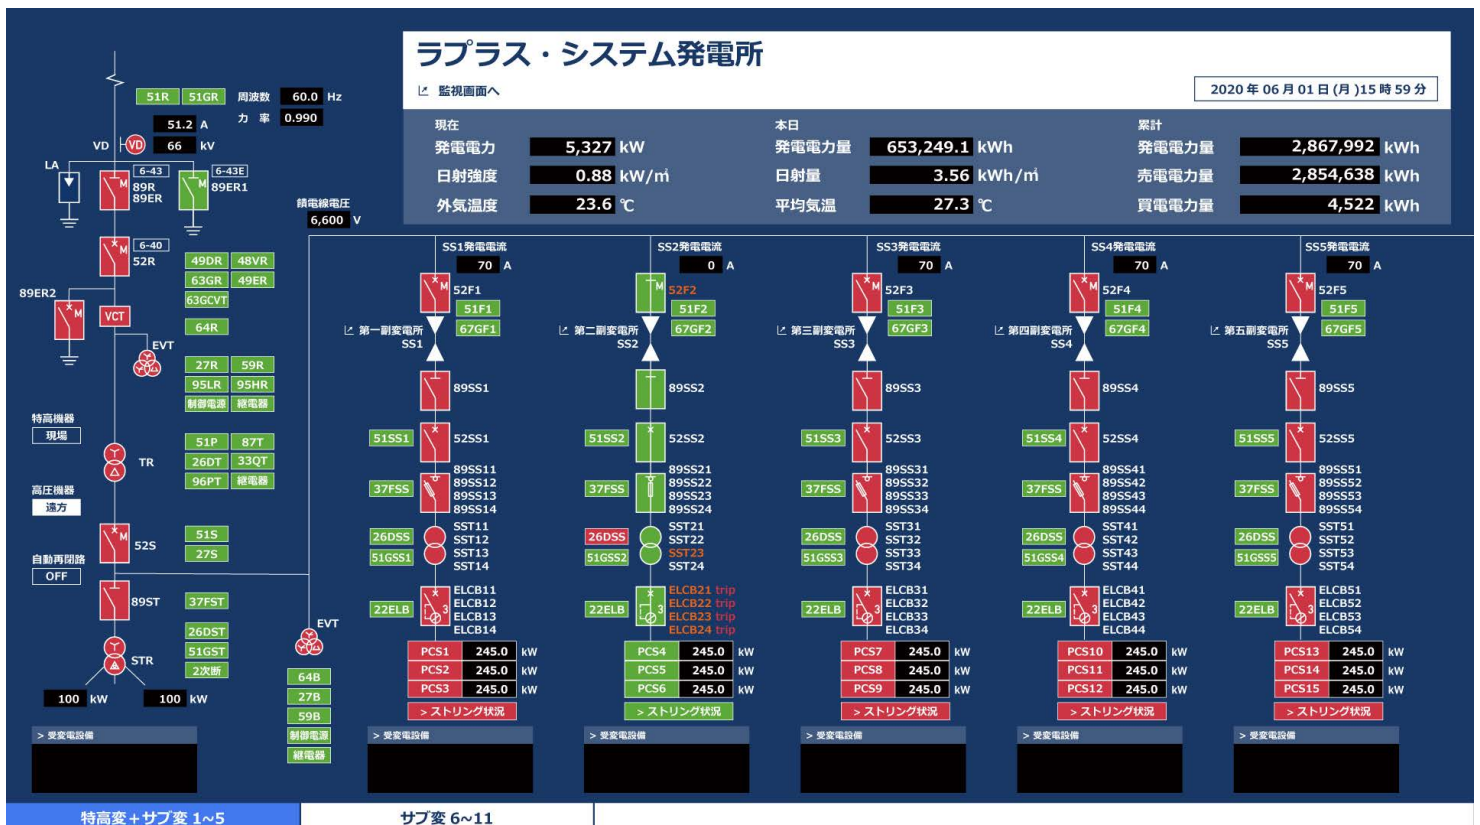 ラプラス・システム発電所
監視画面へ
2020 年 06 月 01 日 (月 )15 時 59 分
現在
発電電力 5,327 kW
日射強度 0.88 kW/㎡
外気温度 23.6 ℃
本日
発電電力量 653,249.1 kWh
日射量 3.56 kWh/㎡
平均気温 27.3 ℃
累計
発電電力量 2,867,992 kWh
売電電力量 2,854,638 kWh
買電電力量 4,522 kWh
51R 51GR 周波数 60.0 Hz
51.2 A 力 率 0.990
VD VD 66 kV
LA 6-43 6-43E
M 89R M 89ER1
89ER
饋電線電圧
6,600 V
6-40
M 52R
49DR 48VR
63GR 49ER
63GCVT
89ER2
M VCT
64R
EVT
27R 59R
95LR 95HR
制御電源 継電器
特高機器
現場
51P 87T
TR 26DT 33QT
96PT 継電器
高圧機器
遠方
M 52S
51S
27S
自動再閉路
OFF
89ST 37FST
26DST
51GST
STR 2次断
100 kW 100 kW
EVT
64B
27B
59B
制御電源
継電器
> 受変電設備
SS1発電電流
70 A
M 52F1
51F1
67GF1
第一副変電所
SS1
89SS1
51SS1 52SS1
37FSS
89SS11
89SS12
89SS13
89SS14
26DSS
51GSS1
SST11
SST12
SST13
SST14
22ELB 3
ELCB11
ELCB12
ELCB13
ELCB14
PCS1 245.0 kW
PCS2 245.0 kW
PCS3 245.0 kW
> ストリング状況
> 受変電設備
SS2発電電流
0 A
M 52F2
51F2
67GF2
第二副変電所
SS2
89SS2
51SS2 52SS2
37FSS
89SS21
89SS22
89SS23
89SS24
26DSS
51GSS2
SST21
SST22
SST23
SST24
22ELB 3
ELCB21 trip
ELCB22 trip
ELCB23 trip
ELCB24 trip
PCS4 245.0 kW
PCS5 245.0 kW
PCS6 245.0 kW
> ストリング状況
> 受変電設備
SS3発電電流
70 A
M 52F3
51F3
67GF3
第三副変電所
SS3
89SS3
51SS3 52SS3
37FSS
89SS31
89SS32
89SS33
89SS34
26DSS
51GSS3
SST31
SST32
SST33
SST34
22ELB 3
ELCB31
ELCB32
ELCB33
ELCB34
PCS7 245.0 kW
PCS8 245.0 kW
PCS9 245.0 kW
> ストリング状況
> 受変電設備
SS4発電電流
70 A
M 52F4
51F4
67GF4
第四副変電所
SS4
89SS4
51SS4 52SS4
37FSS
89SS41
89SS42
89SS43
89SS44
26DSS
51GSS4
SST41
SST42
SST43
SST44
22ELB 3
ELCB41
ELCB42
ELCB43
ELCB44
PCS10 245.0 kW
PCS11 245.0 kW
PCS12 245.0 kW
> ストリング状況
> 受変電設備
SS5発電電流
70 A
M 52F5
51F5
67GF5
第五副変電所
SS5
89SS5
51SS5 52SS5
37FSS
89SS51
89SS52
89SS53
89SS54
26DSS
51GSS5
SST51
SST52
SST53
SST54
22ELB 3
ELCB51
ELCB52
ELCB53
ELCB54
PCS13 245.0 kW
PCS14 245.0 kW
PCS15 245.0 kW
> ストリング状況
> 受変電設備
特高変+サブ変 1~5
サブ変 6~11